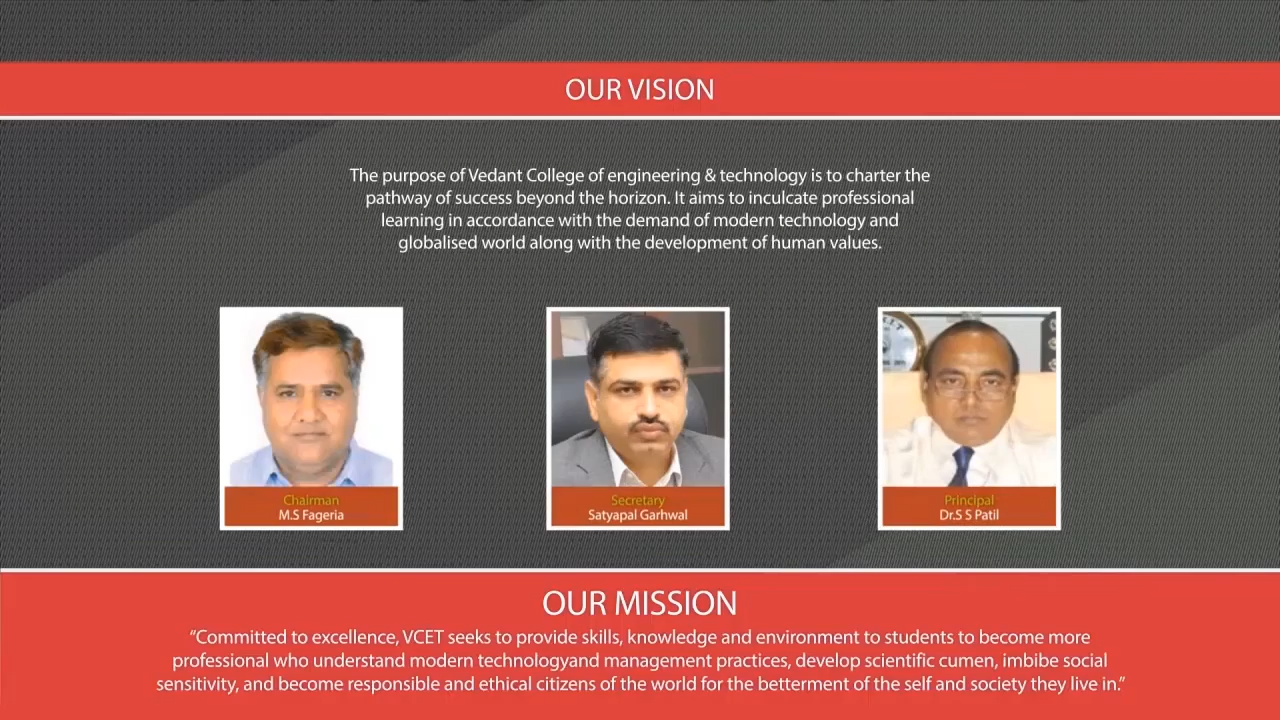 OUR VISION
The purpose of Vedant College of engineering & technology is to charter the
pathway of success beyond the horizon. It aims to inculcate professional
learning in accordance with the demand of modern technology and
globalised world along with the development of human values.
Chairman
M.S Fageria
Secretary
Satyapal Garhwal
Principal
Dr.S S Patil
OUR MISSION
“Committed to excellence, VCET seeks to provide skills, knowledge and environment to students to become more
professional who understand modern technologyand management practices, develop scientific cumen, imbibe social
sensitivity, and become responsible and ethical citizens of the world for the betterment of the self and society they live in.”